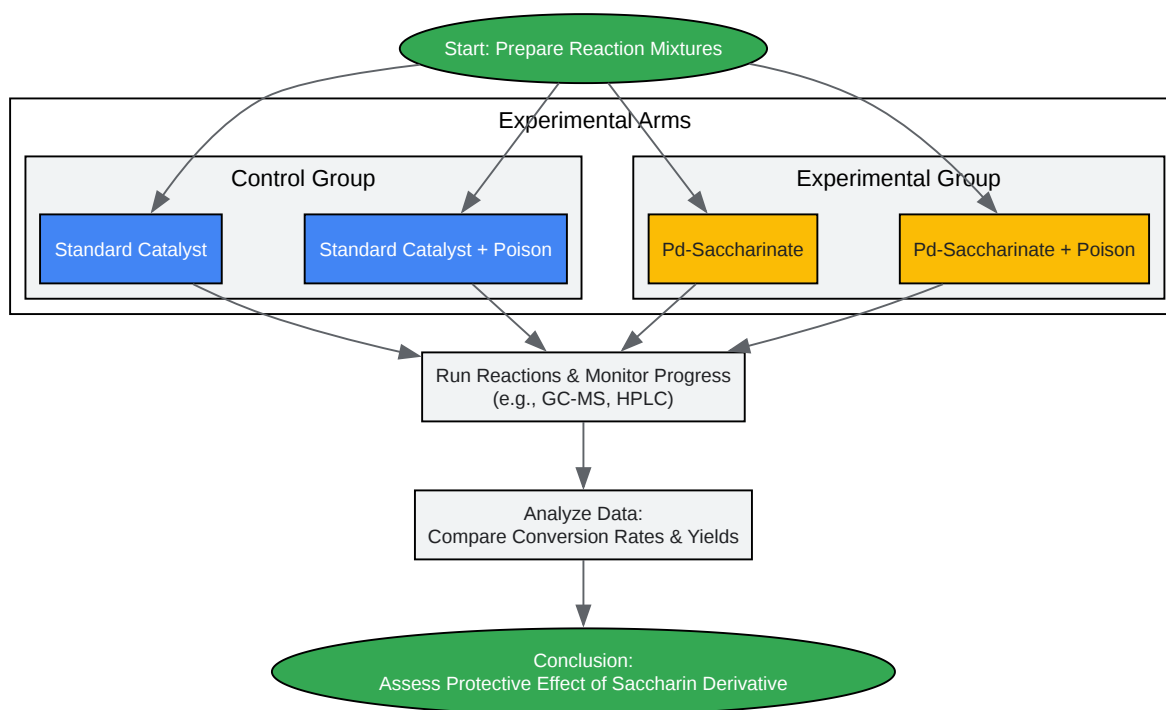 Start: Prepare Reaction Mixtures
Experimental Arms
Control Group
Experimental Group
Standard Catalyst
Standard Catalyst + Poison
Pd-Saccharinate
Pd-Saccharinate + Poison
Run Reactions & Monitor Progress
(e.g., GC-MS, HPLC)
Analyze Data:
Compare Conversion Rates & Yields
Conclusion:
Assess Protective Effect of Saccharin Derivative